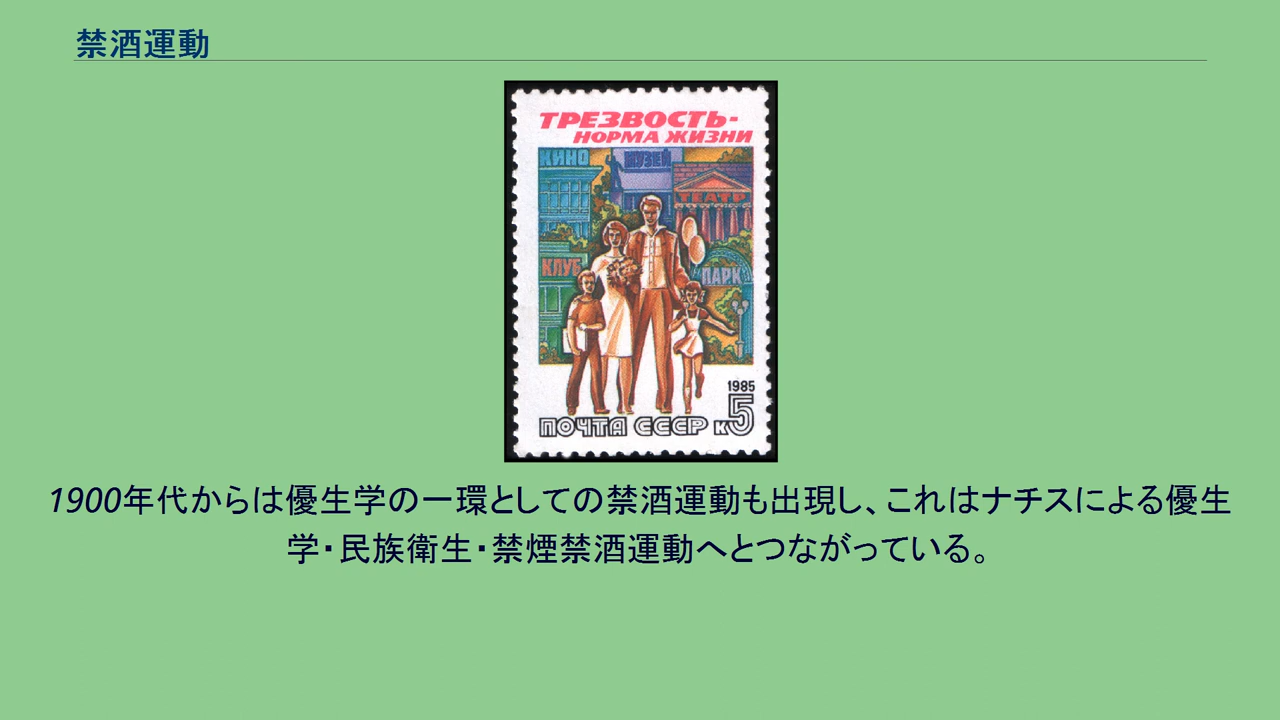 禁酒運動
ТРЕЗВОСТЬ-
НОРМА ЖИЗНИ
КИНО
МУЗЕЙ
ТЕАТР
КЛУБ
ПАРК
1985
ПОЧТА СССР к5
1900年代からは優生学の一環としての禁酒運動も出現し、これはナチスによる優生
学・民族衛生・禁煙禁酒運動へとつながっている。